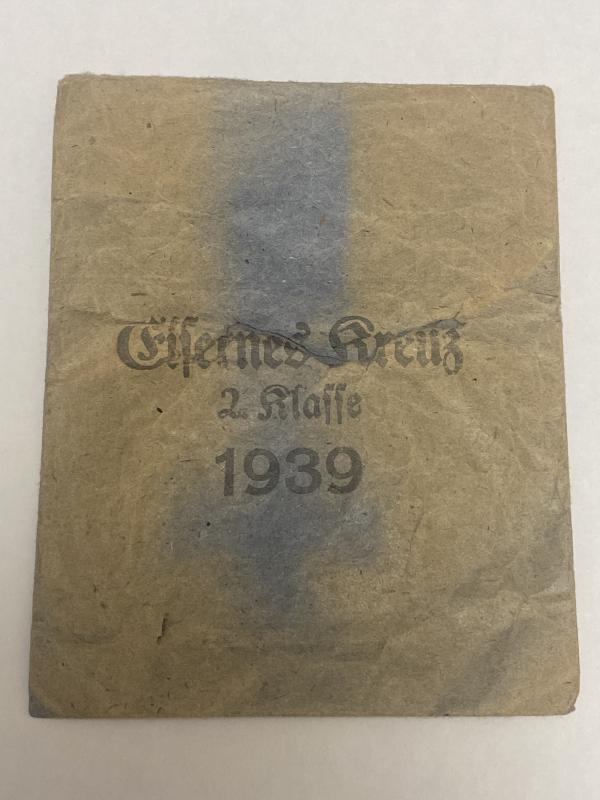 Eisernes Kreuz
2. Klasse
1939